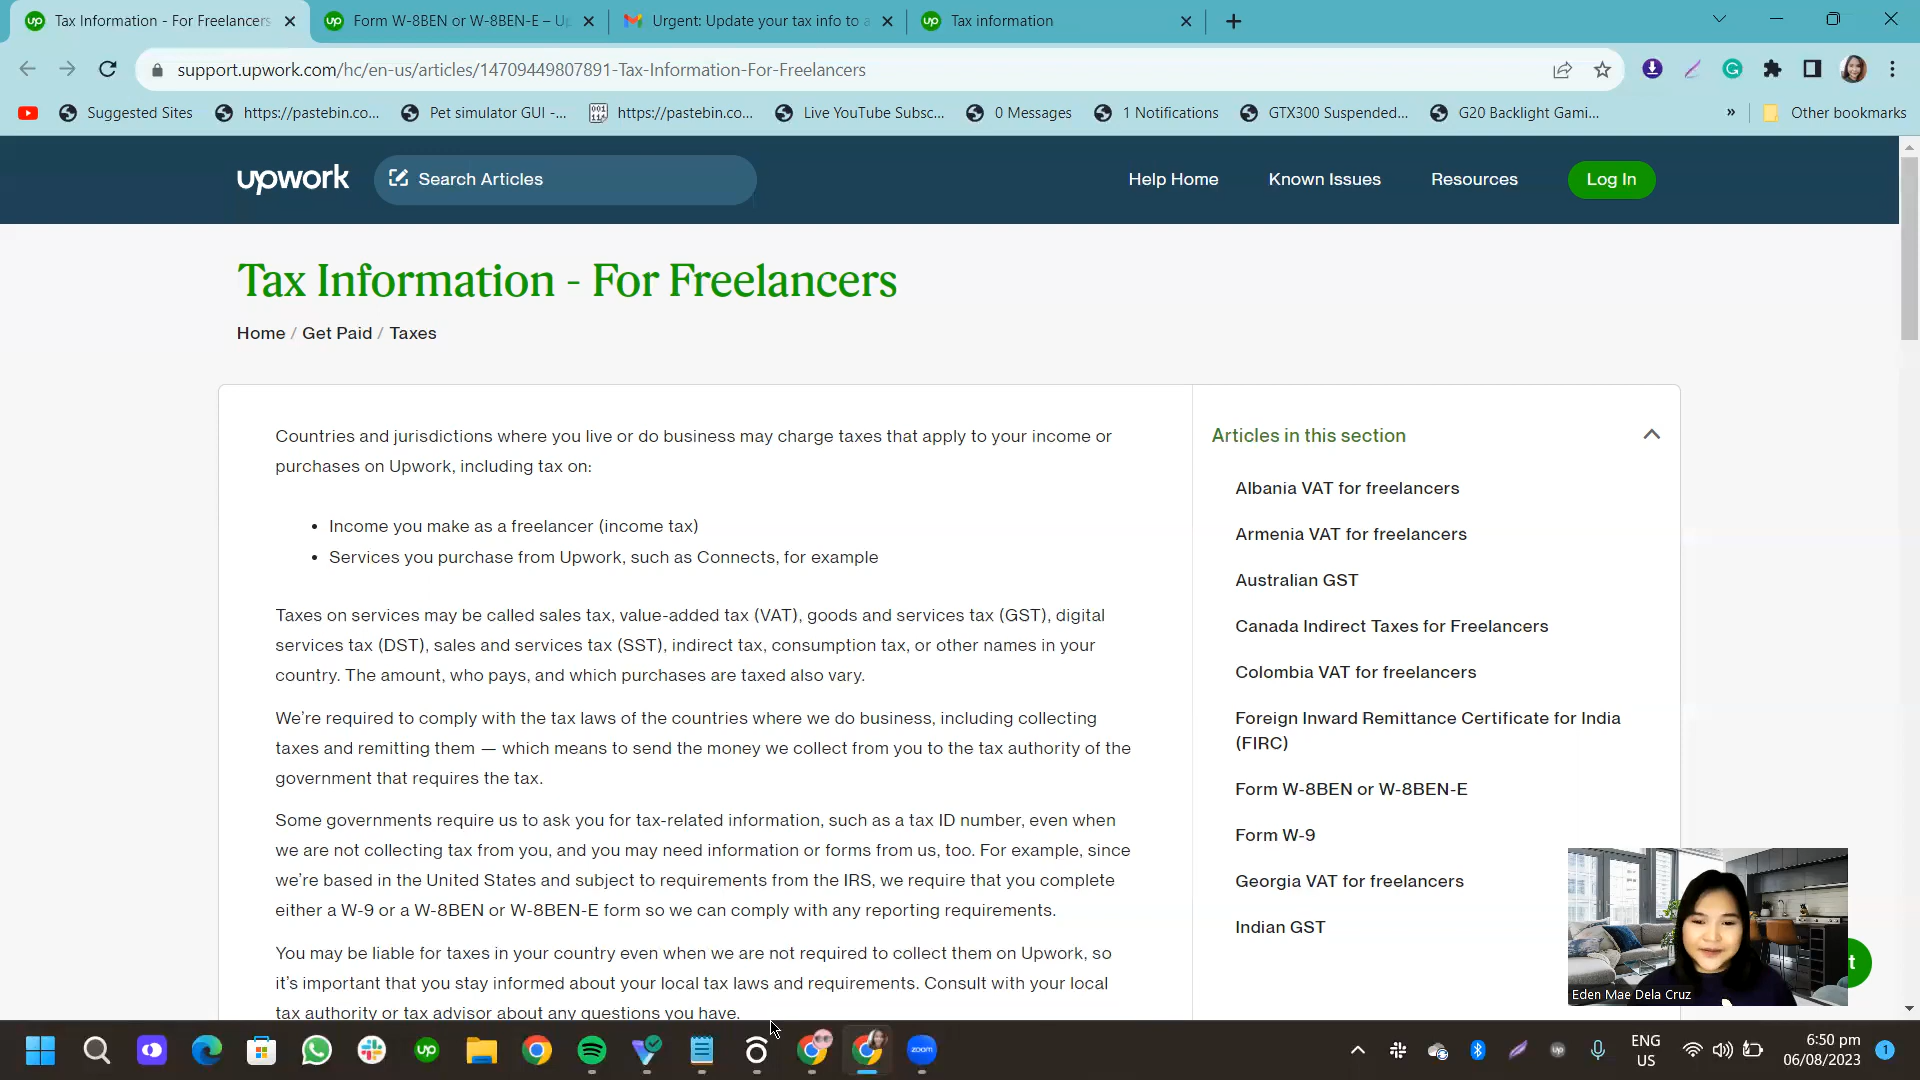 Tax Information - For Freelancers
Form W-8BEN or W-8BEN-E – U
Urgent: Update your tax info to a
Tax information
support.upwork.com/hc/en-us/articles/14709449807891-Tax-Information-For-Freelancers
Suggested Sites
https://pastebin.co...
Pet simulator GUI -...
https://pastebin.co...
Live YouTube Subsc...
0 Messages
1 Notifications
GTX300 Suspended...
G20 Backlight Gami...
»
Other bookmarks
upwork
Search Articles
Help Home
Known Issues
Resources
Log In
Tax Information - For Freelancers
Home / Get Paid / Taxes
Countries and jurisdictions where you live or do business may charge taxes that apply to your income or
purchases on Upwork, including tax on:
• Income you make as a freelancer (income tax)
• Services you purchase from Upwork, such as Connects, for example
Taxes on services may be called sales tax, value-added tax (VAT), goods and services tax (GST), digital
services tax (DST), sales and services tax (SST), indirect tax, consumption tax, or other names in your
country. The amount, who pays, and which purchases are taxed also vary.
We’re required to comply with the tax laws of the countries where we do business, including collecting
taxes and remitting them — which means to send the money we collect from you to the tax authority of the
government that requires the tax.
Some governments require us to ask you for tax-related information, such as a tax ID number, even when
we are not collecting tax from you, and you may need information or forms from us, too. For example, since
we’re based in the United States and subject to requirements from the IRS, we require that you complete
either a W-9 or a W-8BEN or W-8BEN-E form so we can comply with any reporting requirements.
You may be liable for taxes in your country even when we are not required to collect them on Upwork, so
it’s important that you stay informed about your local tax laws and requirements. Consult with your local
tax authority or tax advisor about any questions you have.
Articles in this section
Albania VAT for freelancers
Armenia VAT for freelancers
Australian GST
Canada Indirect Taxes for Freelancers
Colombia VAT for freelancers
Foreign Inward Remittance Certificate for India
(FIRC)
Form W-8BEN or W-8BEN-E
Form W-9
Georgia VAT for freelancers
Indian GST
Eden Mae Dela Cruz
t
up
zoom
ENG
US
6:50 pm
06/08/2023
1